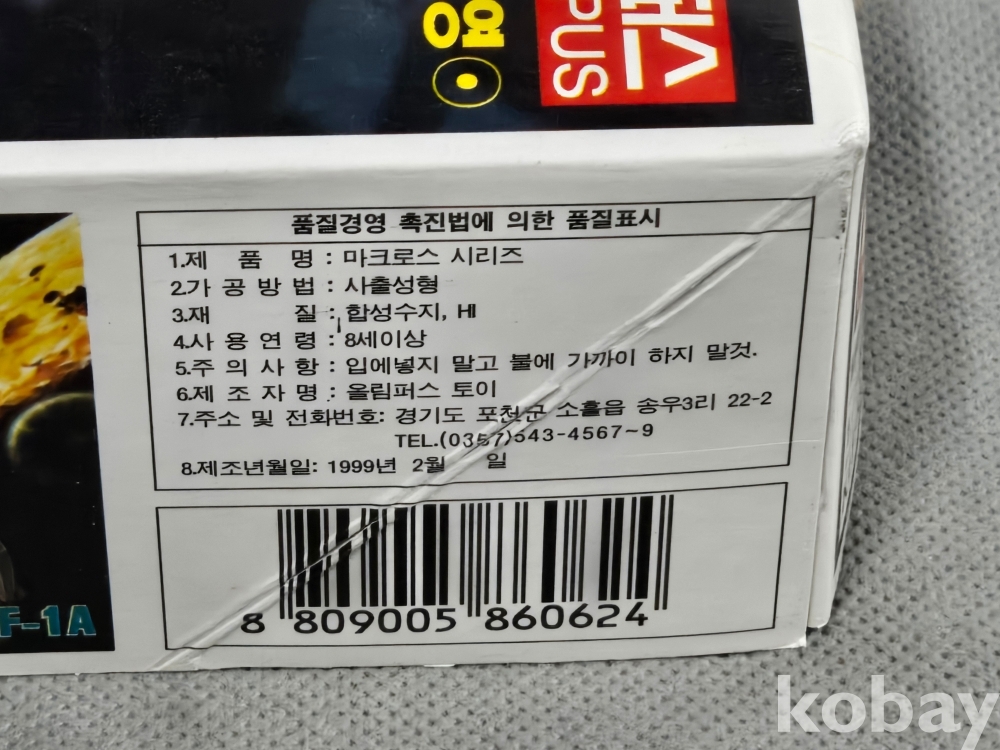 영
퍼스
PUS
품질경영 촉진법에 의한 품질표시
1.제 품 명 : 마크로스 시리즈
2.가 공 방 법 : 사출성형
3.재 질 : 합성수지, HI
4.사 용 연 령 : 8세이상
5.주 의 사 항 : 입에넣지 말고 불에 가까이 하지 말것.
6.제 조 자 명 : 올림퍼스 토이
7.주소 및 전화번호: 경기도 포천군 소흘읍 송우3리 22-2
TEL.(0357)543-4567~9
8.제조년월일: 1999년 2월 일
F-1A
8 809005 860624
kobay